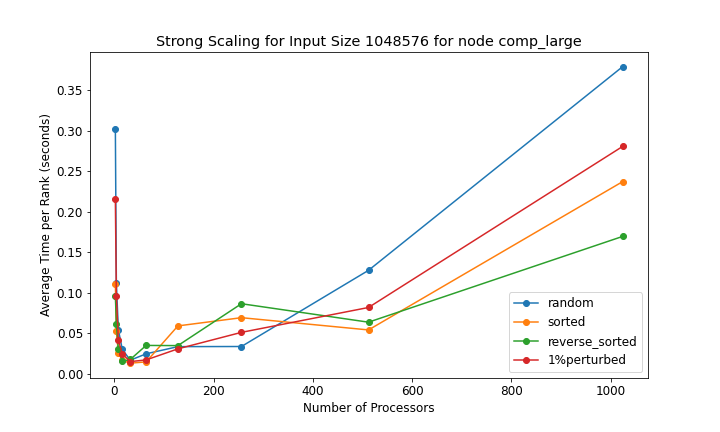 Strong Scaling for Input Size 1048576 for node comp_large
Average Time per Rank (seconds)
0.35
0.30
0.25
0.20
0.15
0.10
0.05
0.00
0
200
400
600
800
1000
Number of Processors
random
sorted
reverse_sorted
1%perturbed